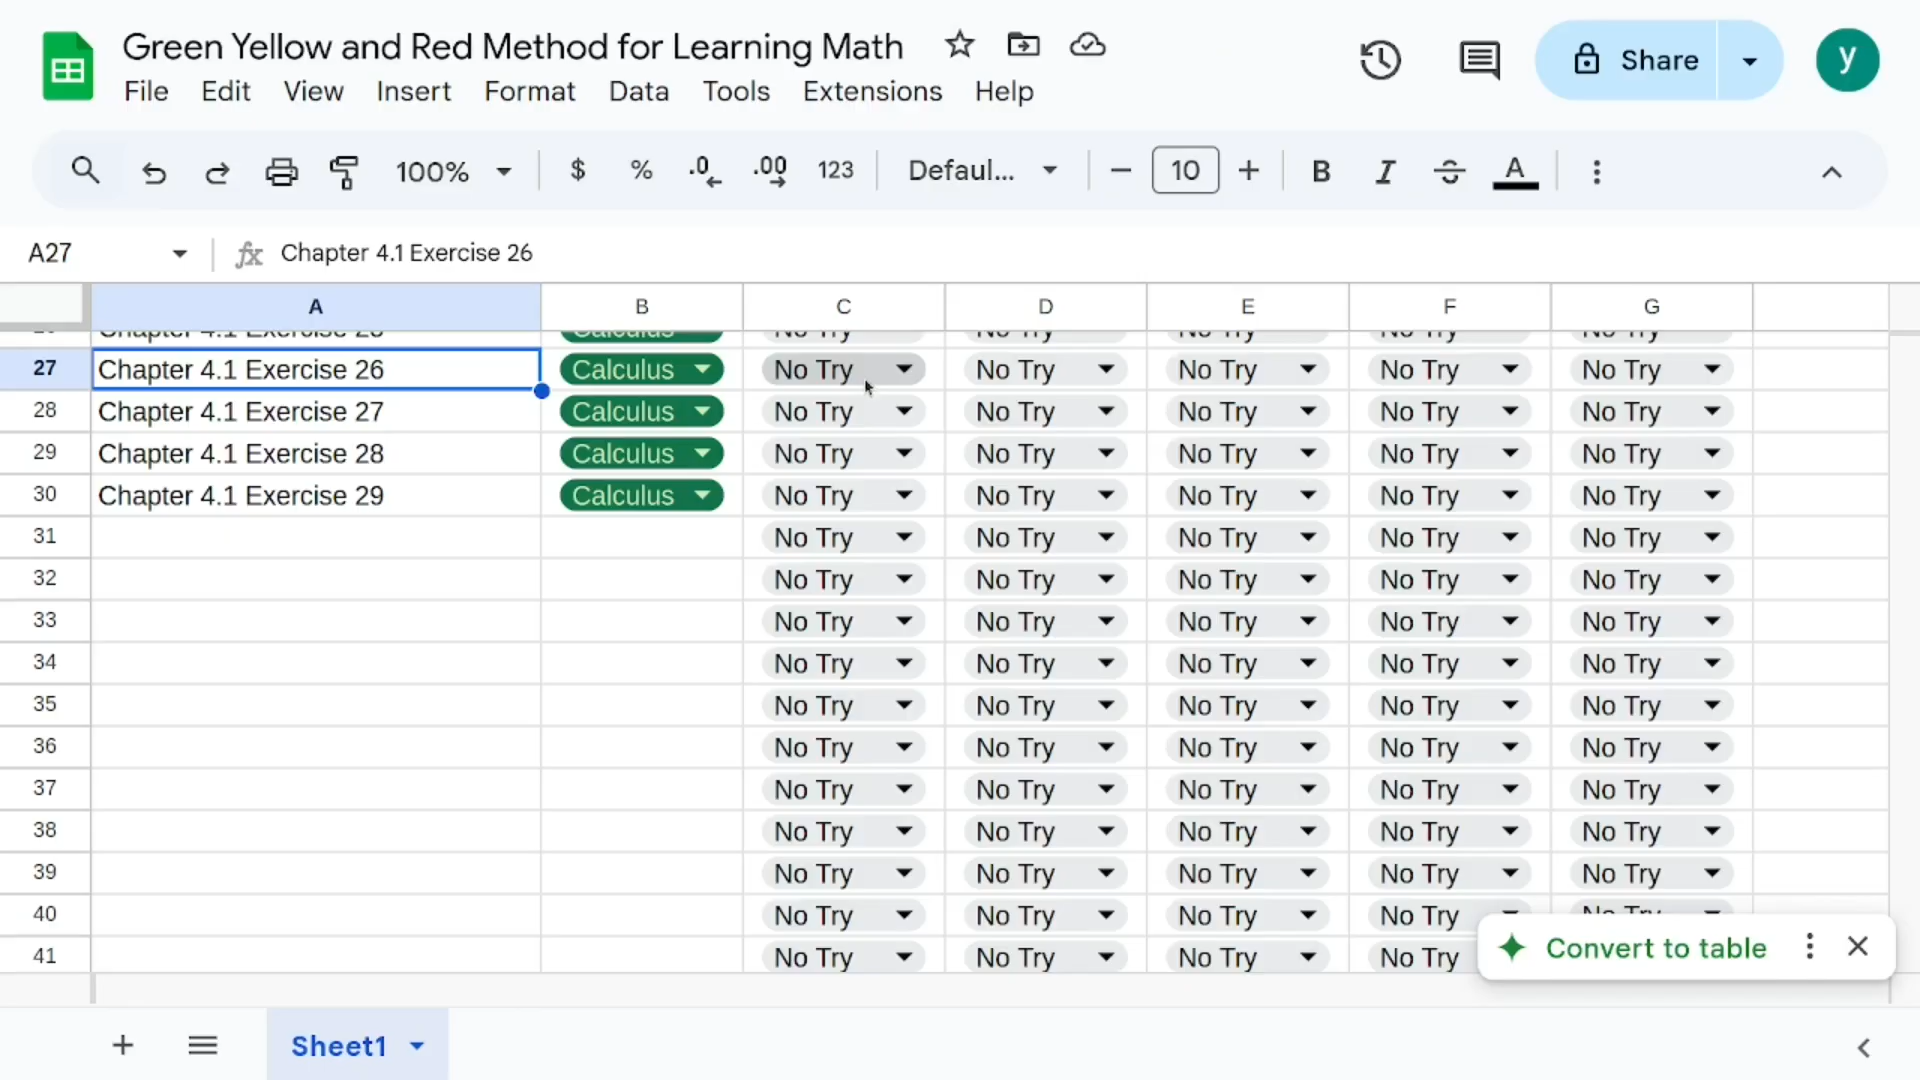 Green Yellow and Red Method for Learning Math
File Edit View Insert Format Data Tools Extensions Help
Share
y
100% $ % .0 .00 123 Defaul... 10 B I S A
A27 fx Chapter 4.1 Exercise 26
A B C D E F G
27 Chapter 4.1 Exercise 26 Calculus No Try No Try No Try No Try No Try
28 Chapter 4.1 Exercise 27 Calculus No Try No Try No Try No Try No Try
29 Chapter 4.1 Exercise 28 Calculus No Try No Try No Try No Try No Try
30 Chapter 4.1 Exercise 29 Calculus No Try No Try No Try No Try No Try
31 No Try No Try No Try No Try No Try
32 No Try No Try No Try No Try No Try
33 No Try No Try No Try No Try No Try
34 No Try No Try No Try No Try No Try
35 No Try No Try No Try No Try No Try
36 No Try No Try No Try No Try No Try
37 No Try No Try No Try No Try No Try
38 No Try No Try No Try No Try No Try
39 No Try No Try No Try No Try No Try
40 No Try No Try No Try No Try
41 No Try No Try No Try No Try
Convert to table
Sheet1